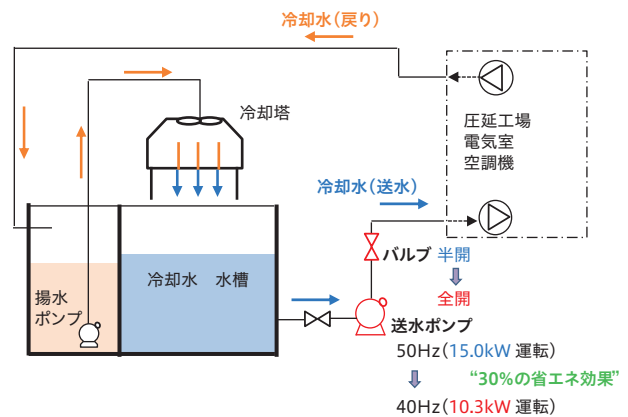 冷却水（戻り）
冷却塔
圧延工場
電気室
空調機
冷却水（送水）
バルブ 半開
全開
冷却水 水槽
揚水
ポンプ
送水ポンプ
50Hz（15.0kW 運転）
“30%の省エネ効果”
40Hz（10.3kW 運転）